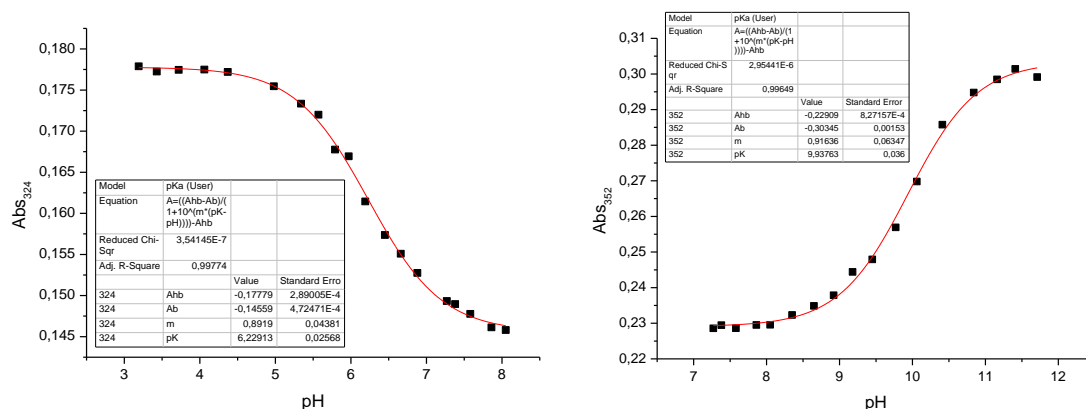 0,180
0,175
0,170
0,165
0,160
0,155
0,150
0,145
Abs324
3 4 5 6 7 8
pH
Model pKa (User)
Equation A=((Ahb-Ab)/(
1+10^(m*(pK-
pH))))-Ahb
Reduced Chi-
Sqr 3,54145E-7
Adj. R-Square 0,99774
Value Standard Erro
324 Ahb -0,17779 2,89005E-4
324 Ab -0,14559 4,72471E-4
324 m 0,8919 0,04381
324 pK 6,22913 0,02568
0,31
0,30
0,29
0,28
0,27
0,26
0,25
0,24
0,23
0,22
Abs352
7 8 9 10 11 12
pH
Model pKa (User)
Equation A=((Ahb-Ab)/(1
+10^(m*(pK-pH
))))-Ahb
Reduced Chi-S
qr 2,95441E-6
Adj. R-Square 0,99649
Value Standard Error
352 Ahb -0,22909 8,27157E-4
352 Ab -0,30345 0,00153
352 m 0,91636 0,06347
352 pK 9,93763 0,036